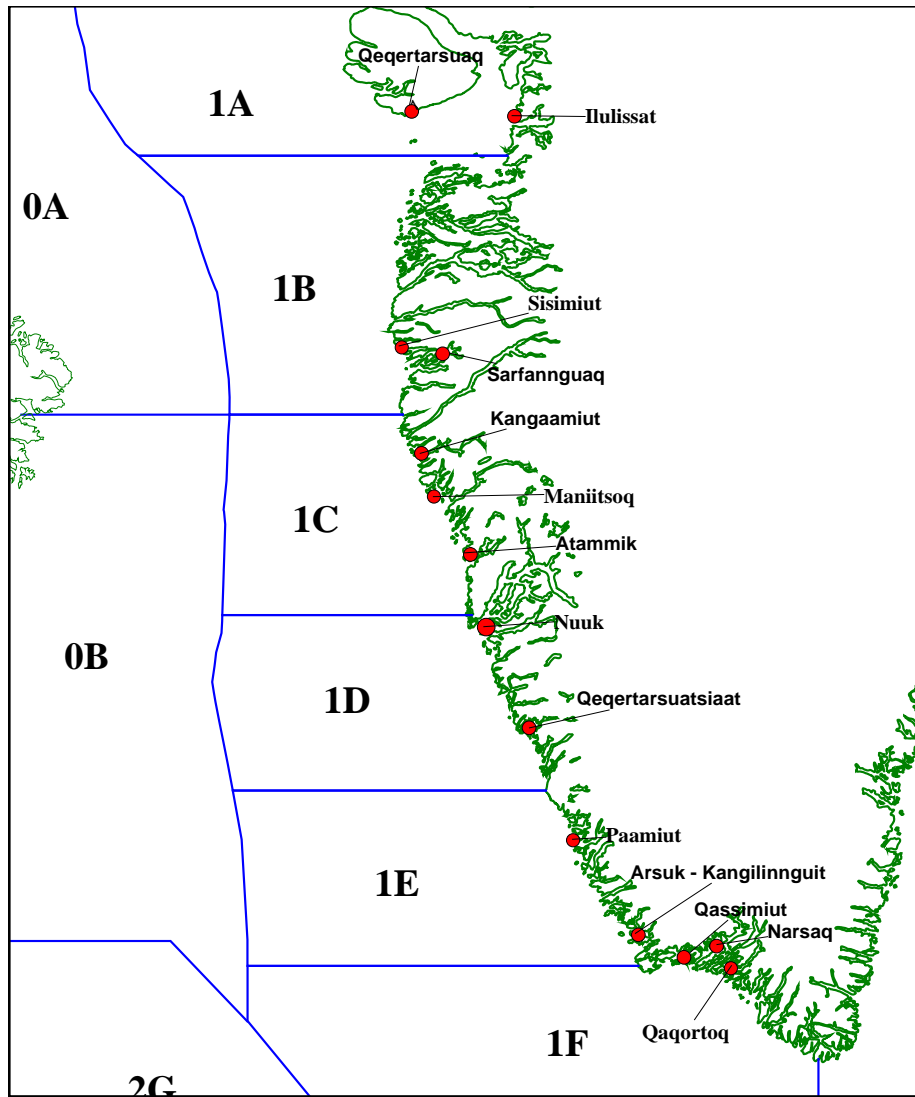 Qeqertarsuaq
1A
Ilulissat
0A
1B
Sisimiut
Sarfannguaq
Kangaamiut
Maniitsoq
1C
Atammik
Nuuk
0B
1D
Qeqertarsuatsiaat
Paamiut
Arsuk - Kangilinnguit
1E
Qassimiut
Narsaq
Qaqortoq
1F
2G